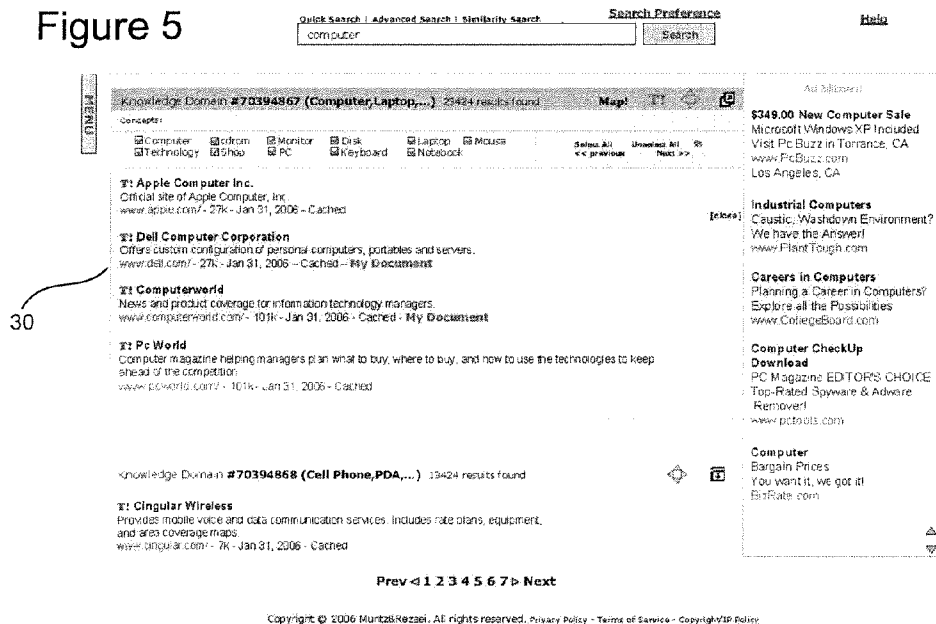 Figure 5
Quick Search | Advanced Search | Similarity Search
Search Preference
Help
computer
Search
MENU
Knowledge Domain #70394867 (Computer,Laptop,...) 23424 results found Map! T!
Concepts:
Computer cdrom Monitor Disk Laptop Mouse
Technology Shop PC Keyboard Notebook
Select All Unselect All
<< previous Next >>
T! Apple Computer Inc.
Official site of Apple Computer, Inc.
www.apple.com/ - 27k - Jan 31, 2006 - Cached
[close]
T! Dell Computer Corporation
Offers custom configuration of personal computers, portables and servers.
www.dell.com/ - 27k - Jan 31, 2006 - Cached - My Document
30
T! Computerworld
News and product coverage for information technology managers.
www.computerworld.com/ - 101k - Jan 31, 2006 - Cached - My Document
T! Pc World
Computer magazine helping managers plan what to buy, where to buy, and how to use the technologies to keep
ahead of the competition
www.pcworld.com/ - 101k - Jan 31, 2006 - Cached
Knowledge Domain #70394868 (Cell Phone,PDA,...) 13424 results found
T! Cingular Wireless
Provides mobile voice and data communication services. Includes rate plans, equipment,
and area coverage maps.
www.cingular.com/ - 7k - Jan 31, 2006 - Cached
$349.00 New Computer Sale
Microsoft Windows XP Included
Visit Pc Buzz in Torrance, CA
www.PcBuzz.com
Los Angeles, CA
Industrial Computers
Caustic, Washdown Environment?
We have the Answer!
www.PlantTough.com
Careers in Computers
Planning a Career in Computers?
Explore all the Possibilities
www.CollegeBoard.com
Computer CheckUp
Download
PC Magazine EDITOR'S CHOICE
Top-Rated Spyware & Adware
Remover!
www.pctools.com
Computer
Bargain Prices
You want it, we got it!
BizRate.com
Prev 1 2 3 4 5 6 7 Next
Copyright © 2006 Muntz&Rezaei. All rights reserved. Privacy Policy - Terms of Service - Copyright/IP Policy